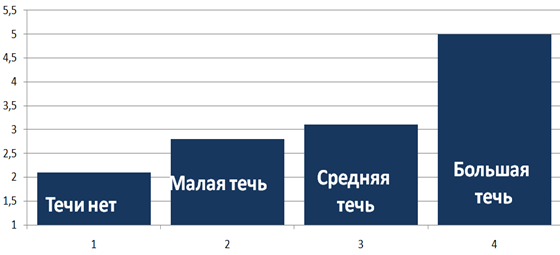 5,5
5
4,5
4
3,5
3
2,5
2
1,5
1
Течи нет
Малая течь
Средняя
течь
Большая
течь
1 2 3 4